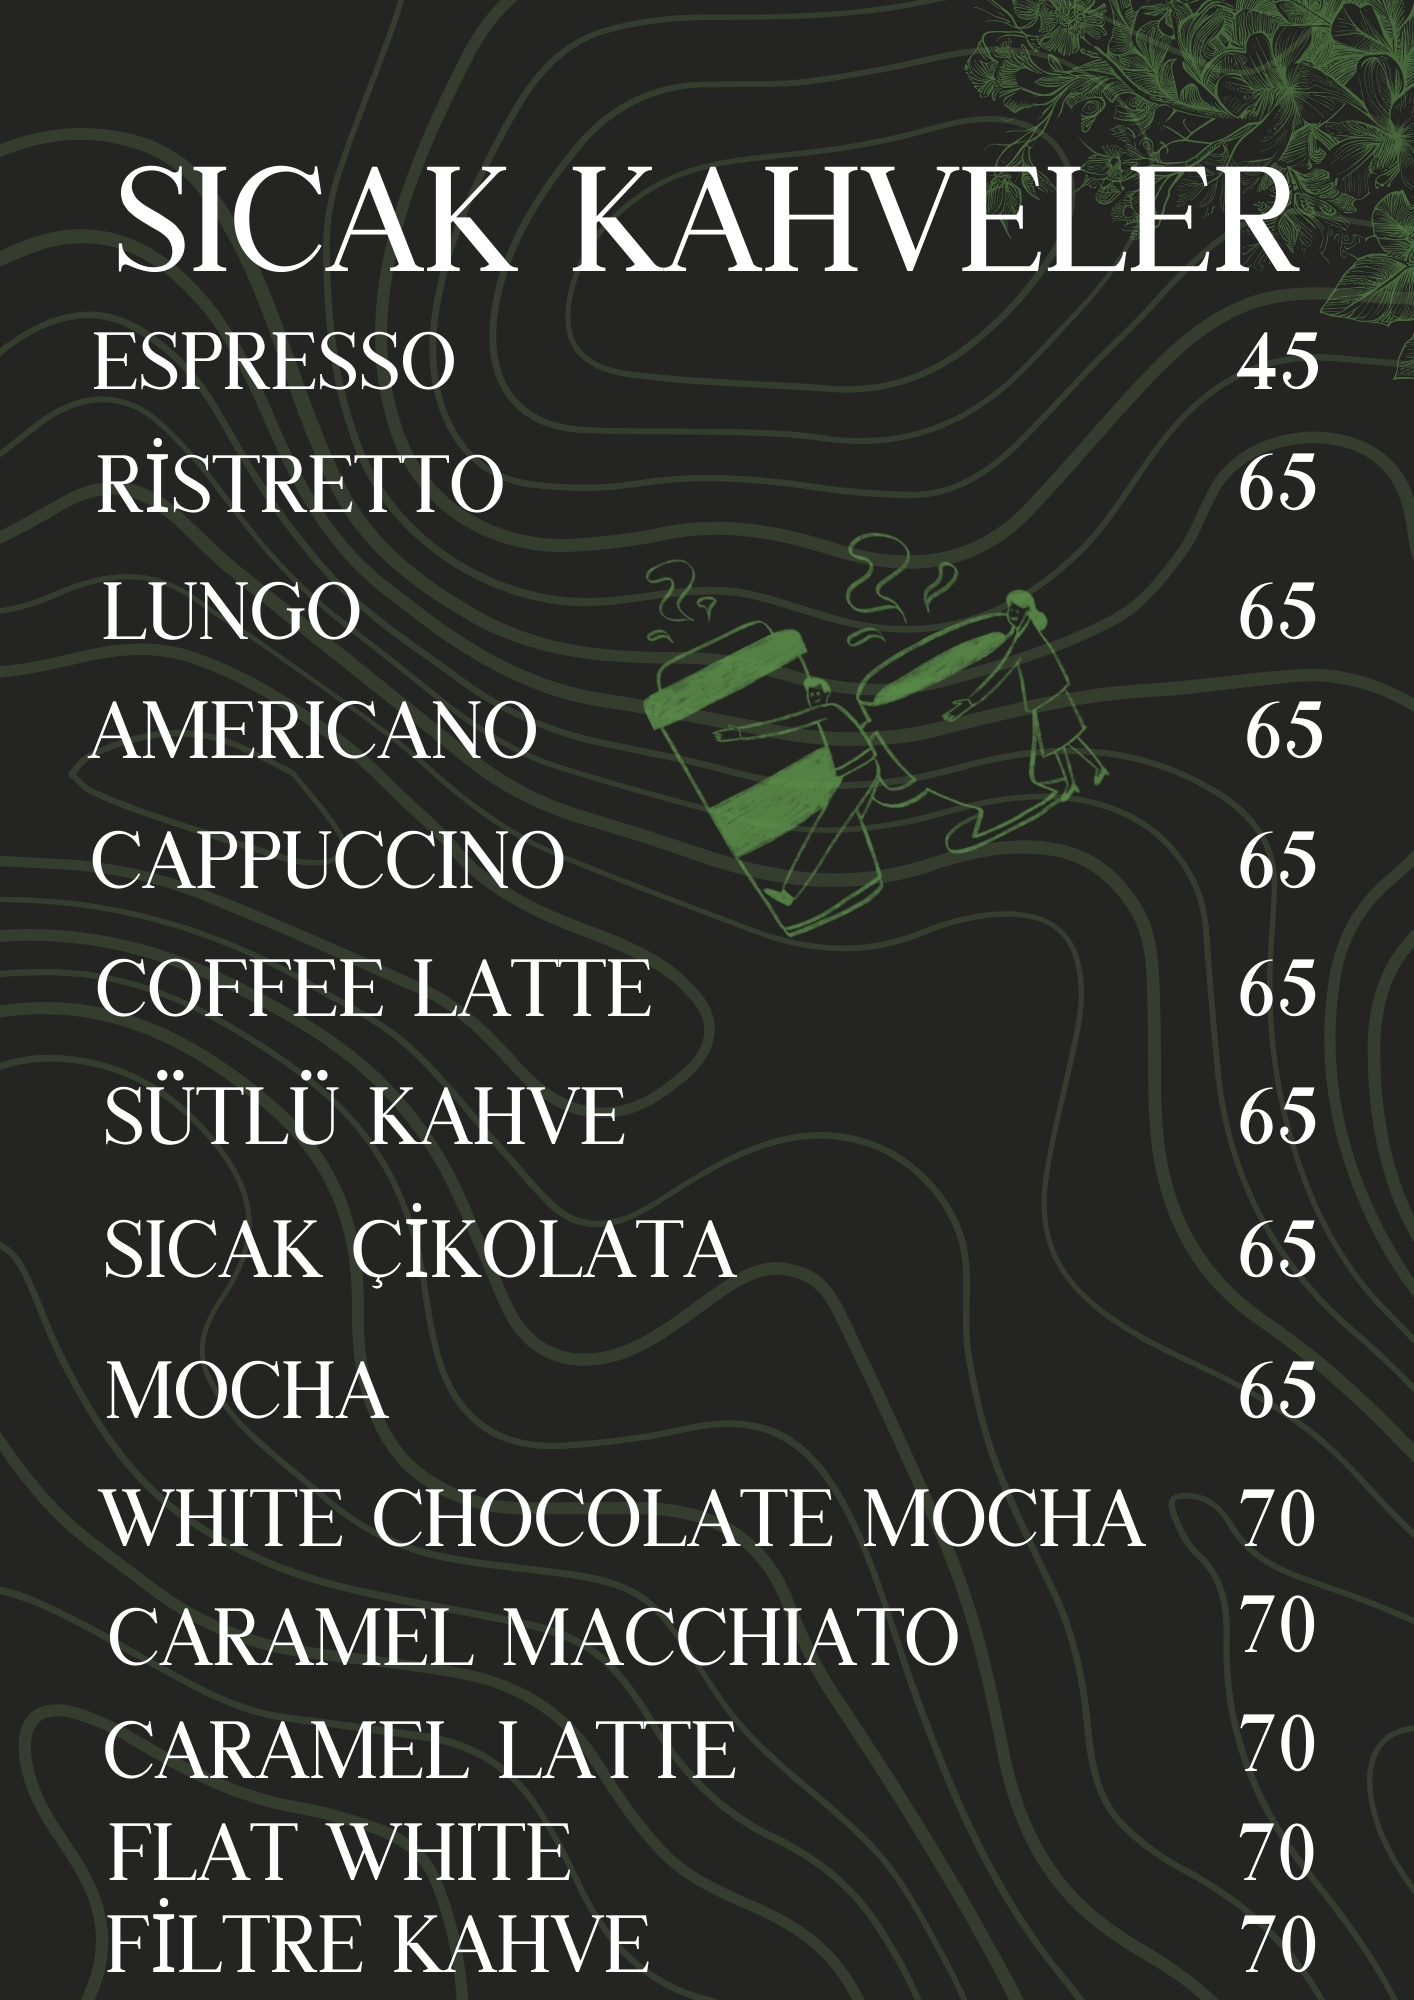 SICAK KAHVELER
ESPRESSO 45
RİSTRETTO 65
LUNGO 65
AMERICANO 65
CAPPUCCINO 65
COFFEE LATTE 65
SÜTLÜ KAHVE 65
SICAK ÇİKOLATA 65
MOCHA 65
WHITE CHOCOLATE MOCHA 70
CARAMEL MACCHIATO 70
CARAMEL LATTE 70
FLAT WHITE 70
FİLTRE KAHVE 70